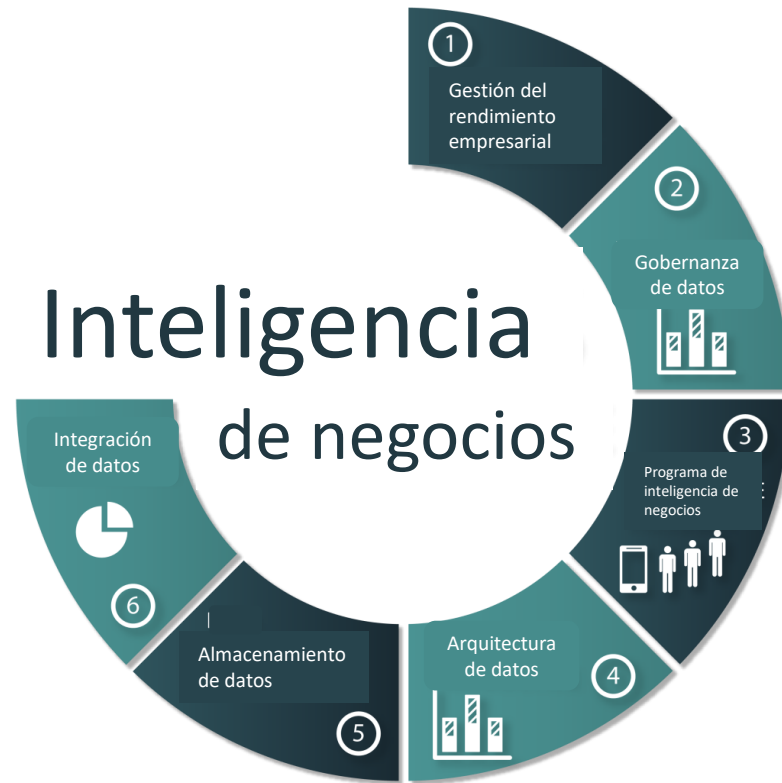 1
Gestión del
rendimiento
empresarial
2
Gobernanza
de datos
Inteligencia
de negocios
3
Programa de
inteligencia de
negocios
Integración
de datos
6
Arquitectura
de datos
4
Almacenamiento
de datos
5